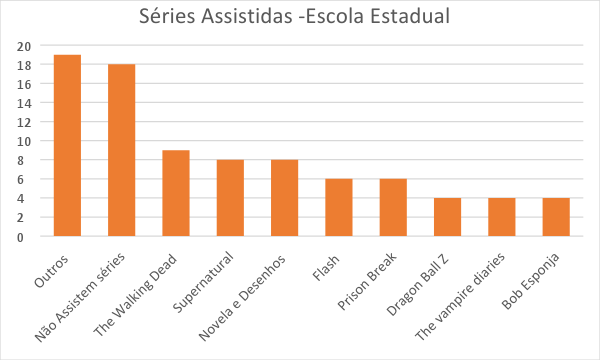 Séries Assistidas -Escola Estadual
20
18
16
14
12
10
8
6
4
2
0
Outros
Não Assistem séries
The Walking Dead
Supernatural
Novela e Desenhos
Flash
Prison Break
Dragon Ball Z
The vampire diaries
Bob Esponja